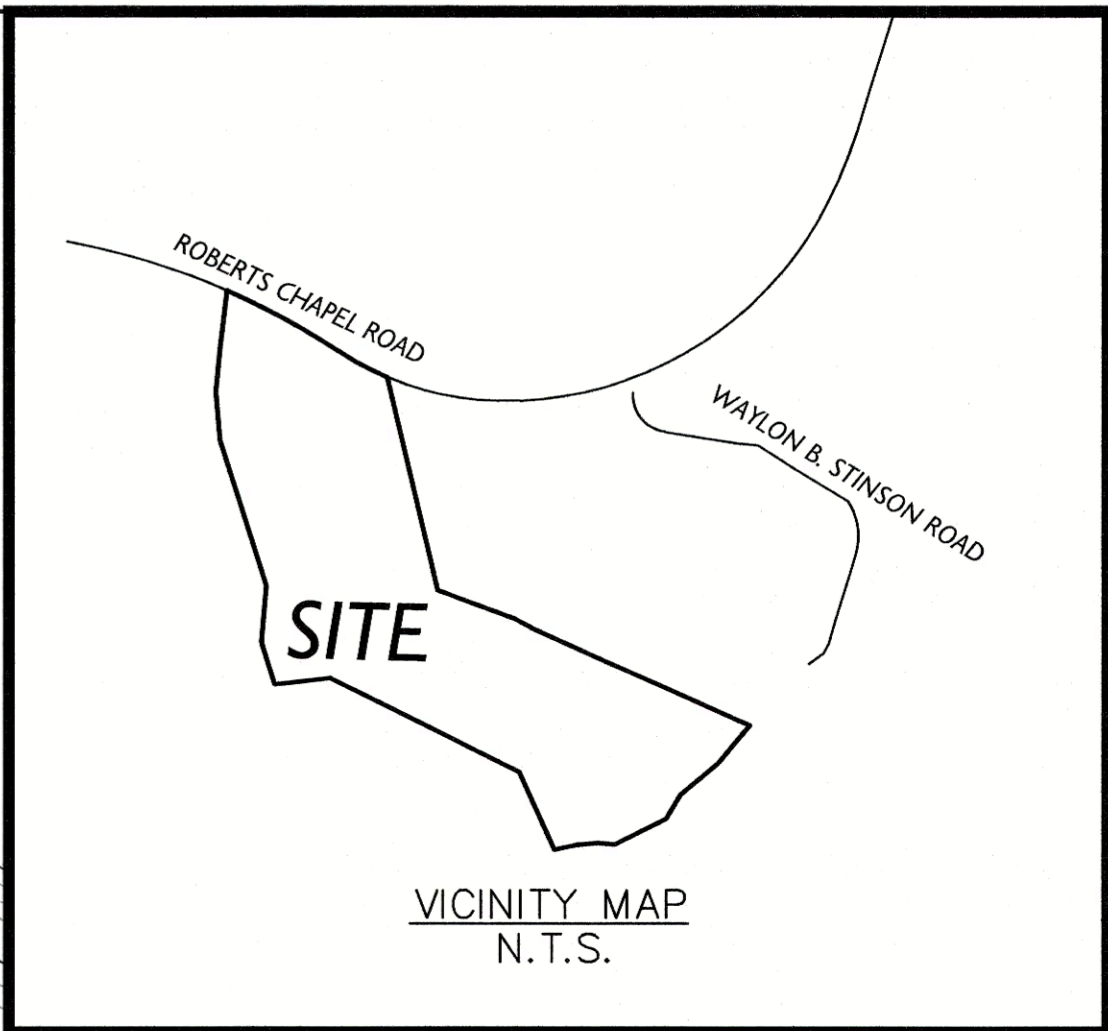 ROBERTS CHAPEL ROAD
WAYLON B. STINSON ROAD
SITE
VICINITY MAP
N.T.S.